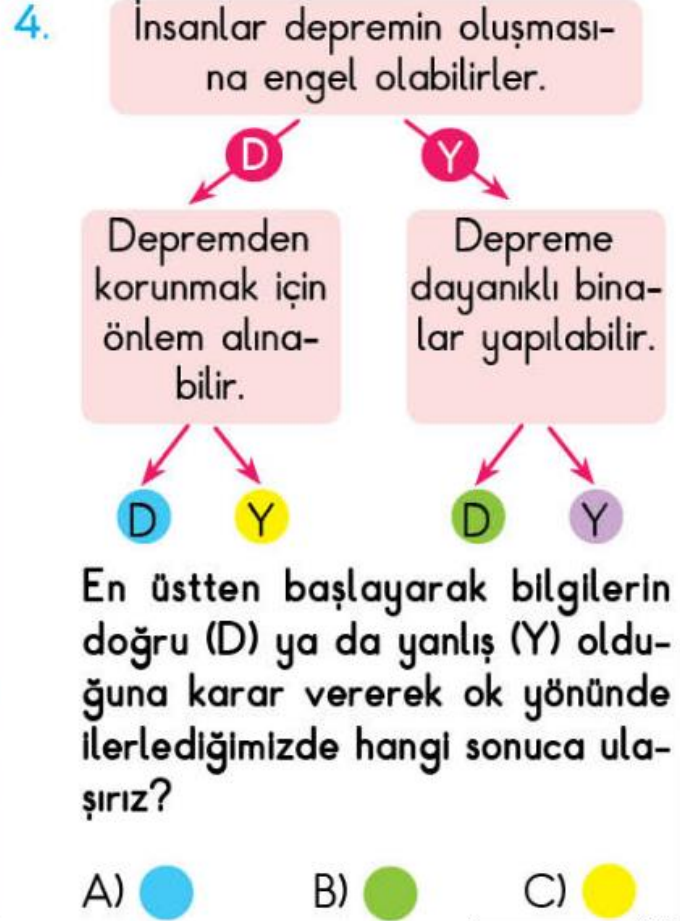 4.
İnsanlar depremin oluşması-
na engel olabilirler.
D
Y
Depremden
korunmak için
önlem alına-
bilir.
Depreme
dayanıklı bina-
lar yapılabilir.
D
Y
D
Y
En üstten başlayarak bilgilerin
doğru (D) ya da yanlış (Y) oldu-
ğuna karar vererek ok yönünde
ilerlediğimizde hangi sonuca ula-
şırız?
A)
B)
C)